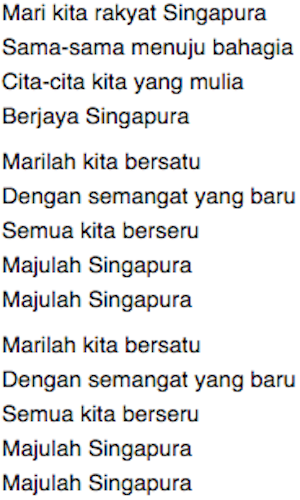 Mari kita rakyat Singapura
Sama-sama menuju bahagia
Cita-cita kita yang mulia
Berjaya Singapura
Marilah kita bersatu
Dengan semangat yang baru
Semua kita berseru
Majulah Singapura
Majulah Singapura
Marilah kita bersatu
Dengan semangat yang baru
Semua kita berseru
Majulah Singapura
Majulah Singapura